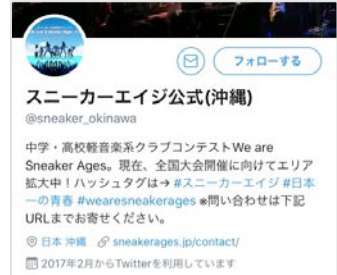 フォローする
スニーカーエイジ公式(沖縄)
@sneaker_okinawa
中学・高校軽音楽系クラブコンテストWe are
Sneaker Ages。現在、全国大会開催に向けてエリア
拡大中！ハッシュタグは→ #スニーカーエイジ #日本
一の青春 #wearesneakerages ※問い合わせは下記
URLまでお寄せください。
日本 沖縄 sneakerages.jp/contact/
2017年2月からTwitterを利用しています